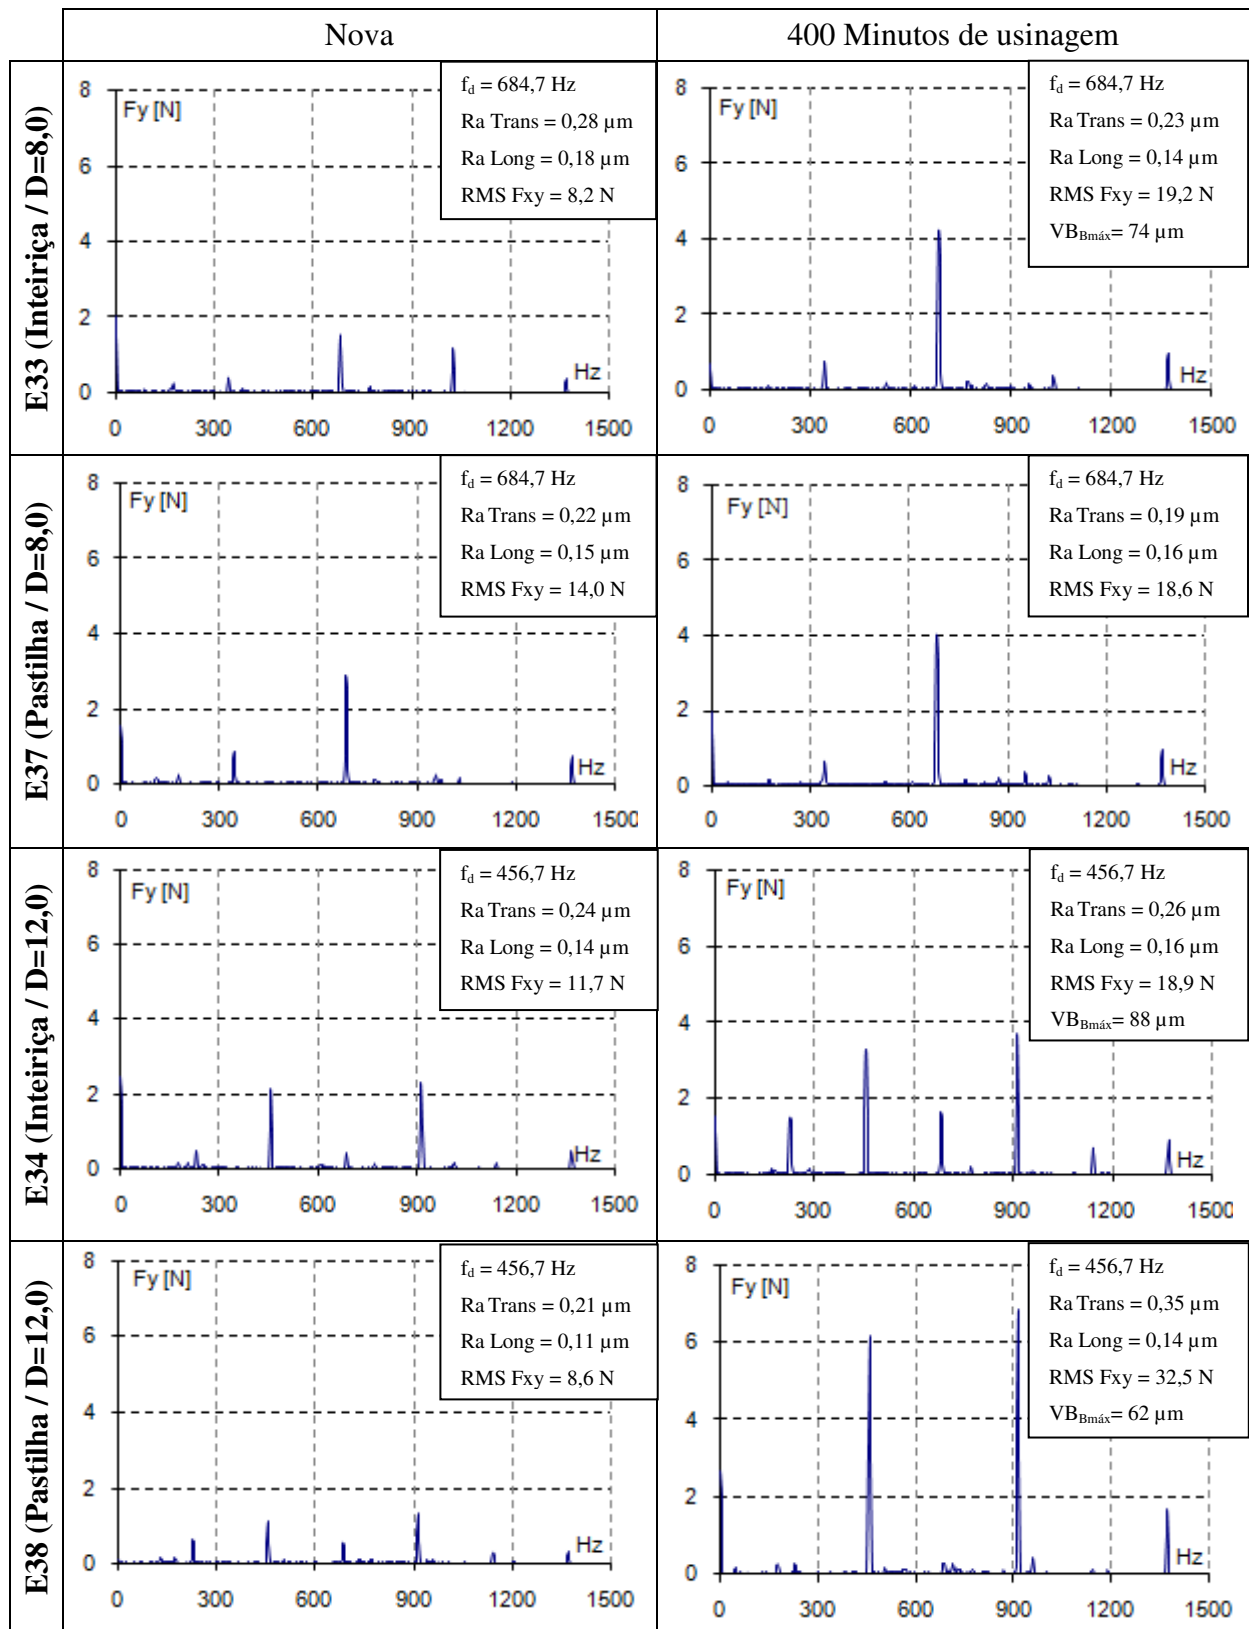 Nova
400 Minutos de usinagem
E33 (Inteiriça / D=8,0)
8
Fy [N]
6
4
2
0
Hz
0 300 600 900 1200 1500
f_d = 684,7 Hz
Ra Trans = 0,28 µm
Ra Long = 0,18 µm
RMS Fxy = 8,2 N
8
Fy [N]
6
4
2
0
Hz
0 300 600 900 1200 1500
f_d = 684,7 Hz
Ra Trans = 0,23 µm
Ra Long = 0,14 µm
RMS Fxy = 19,2 N
VB_Bmáx= 74 µm
E37 (Pastilha / D=8,0)
8
Fy [N]
6
4
2
0
Hz
0 300 600 900 1200 1500
f_d = 684,7 Hz
Ra Trans = 0,22 µm
Ra Long = 0,15 µm
RMS Fxy = 14,0 N
8
Fy [N]
6
4
2
0
Hz
0 300 600 900 1200 1500
f_d = 684,7 Hz
Ra Trans = 0,19 µm
Ra Long = 0,16 µm
RMS Fxy = 18,6 N
E34 (Inteiriça / D=12,0)
8
Fy [N]
6
4
2
0
Hz
0 300 600 900 1200 1500
f_d = 456,7 Hz
Ra Trans = 0,24 µm
Ra Long = 0,14 µm
RMS Fxy = 11,7 N
8
Fy [N]
6
4
2
0
Hz
0 300 600 900 1200 1500
f_d = 456,7 Hz
Ra Trans = 0,26 µm
Ra Long = 0,16 µm
RMS Fxy = 18,9 N
VB_Bmáx= 88 µm
E38 (Pastilha / D=12,0)
8
Fy [N]
6
4
2
0
Hz
0 300 600 900 1200 1500
f_d = 456,7 Hz
Ra Trans = 0,21 µm
Ra Long = 0,11 µm
RMS Fxy = 8,6 N
8
Fy [N]
6
4
2
0
Hz
0 300 600 900 1200 1500
f_d = 456,7 Hz
Ra Trans = 0,35 µm
Ra Long = 0,14 µm
RMS Fxy = 32,5 N
VB_Bmáx= 62 µm